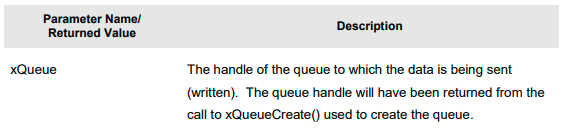 Parameter Name/
Returned Value
Description
xQueue
The handle of the queue to which the data is being sent
(written).  The queue handle will have been returned from the
call to xQueueCreate() used to create the queue.